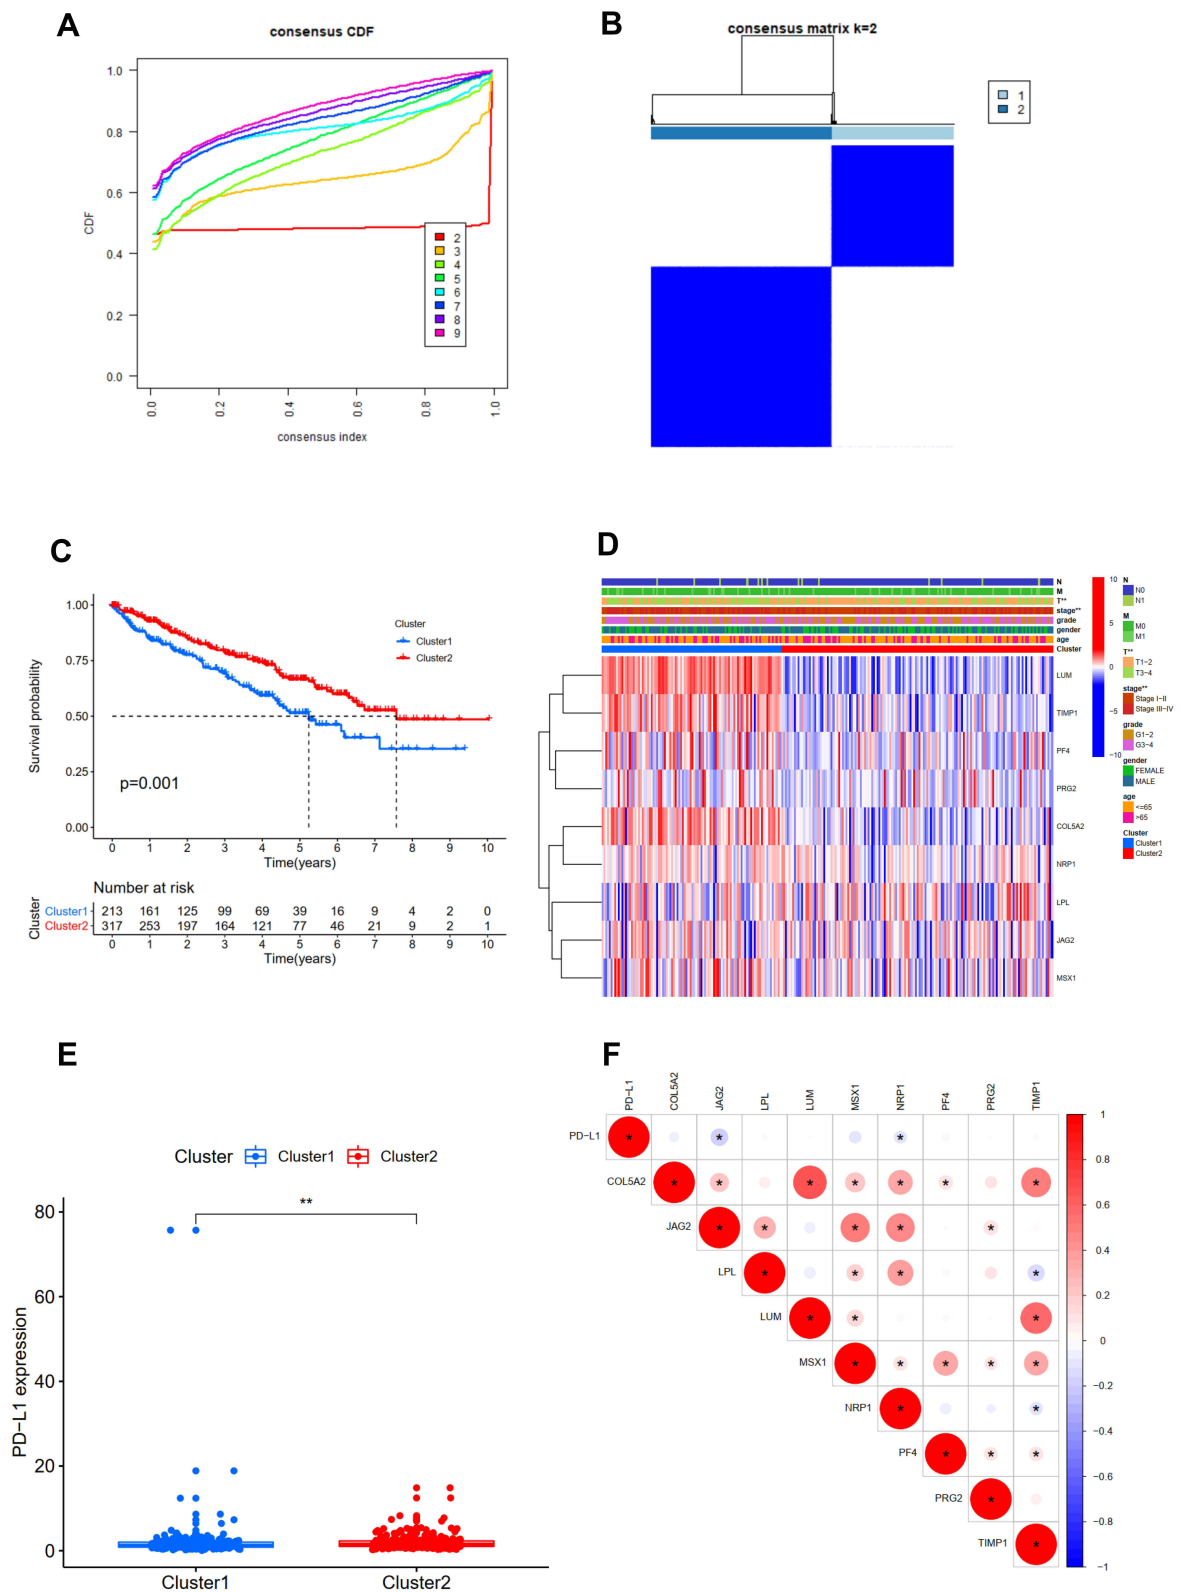 A
consensus CDF
CDF
1.0
0.8
0.6
0.4
0.2
0.0
0.0
0.2
0.4
0.6
0.8
1.0
consensus index
2
3
4
5
6
7
8
9
B
consensus matrix k=2
1
2
C
Survival probability
1.00
0.75
0.50
0.25
0.00
Cluster
Cluster1
Cluster2
p=0.001
0 1 2 3 4 5 6 7 8 9 10
Time(years)
Number at risk
Cluster
Cluster1 213 161 125 99 69 39 16 9 4 2 0
Cluster2 317 253 197 164 121 77 46 21 9 2 1
0 1 2 3 4 5 6 7 8 9 10
Time(years)
D
N
M
T**
stage**
grade
gender
age
Cluster
LUM
TIMP1
PF4
PRG2
COL5A2
NRP1
LPL
JAG2
MSX1
10
5
0
−5
−10
N
N0
N1
M
M0
M1
T**
T1−2
T3−4
stage**
Stage I−II
Stage III−IV
grade
G1−2
G3−4
gender
FEMALE
MALE
age
<=65
>65
Cluster
Cluster1
Cluster2
E
Cluster Cluster1 Cluster2
**
PD−L1 expression
80
60
40
20
0
Cluster1 Cluster2
F
PD−L1 COL5A2 JAG2 LPL LUM MSX1 NRP1 PF4 PRG2 TIMP1
PD−L1 * * *
COL5A2 * * * * * * *
JAG2 * * * * *
LPL * * * *
LUM * * *
MSX1 * * * * *
NRP1 * *
PF4 * * *
PRG2 *
TIMP1 *
1
0.8
0.6
0.4
0.2
0
−0.2
−0.4
−0.6
−0.8
−1